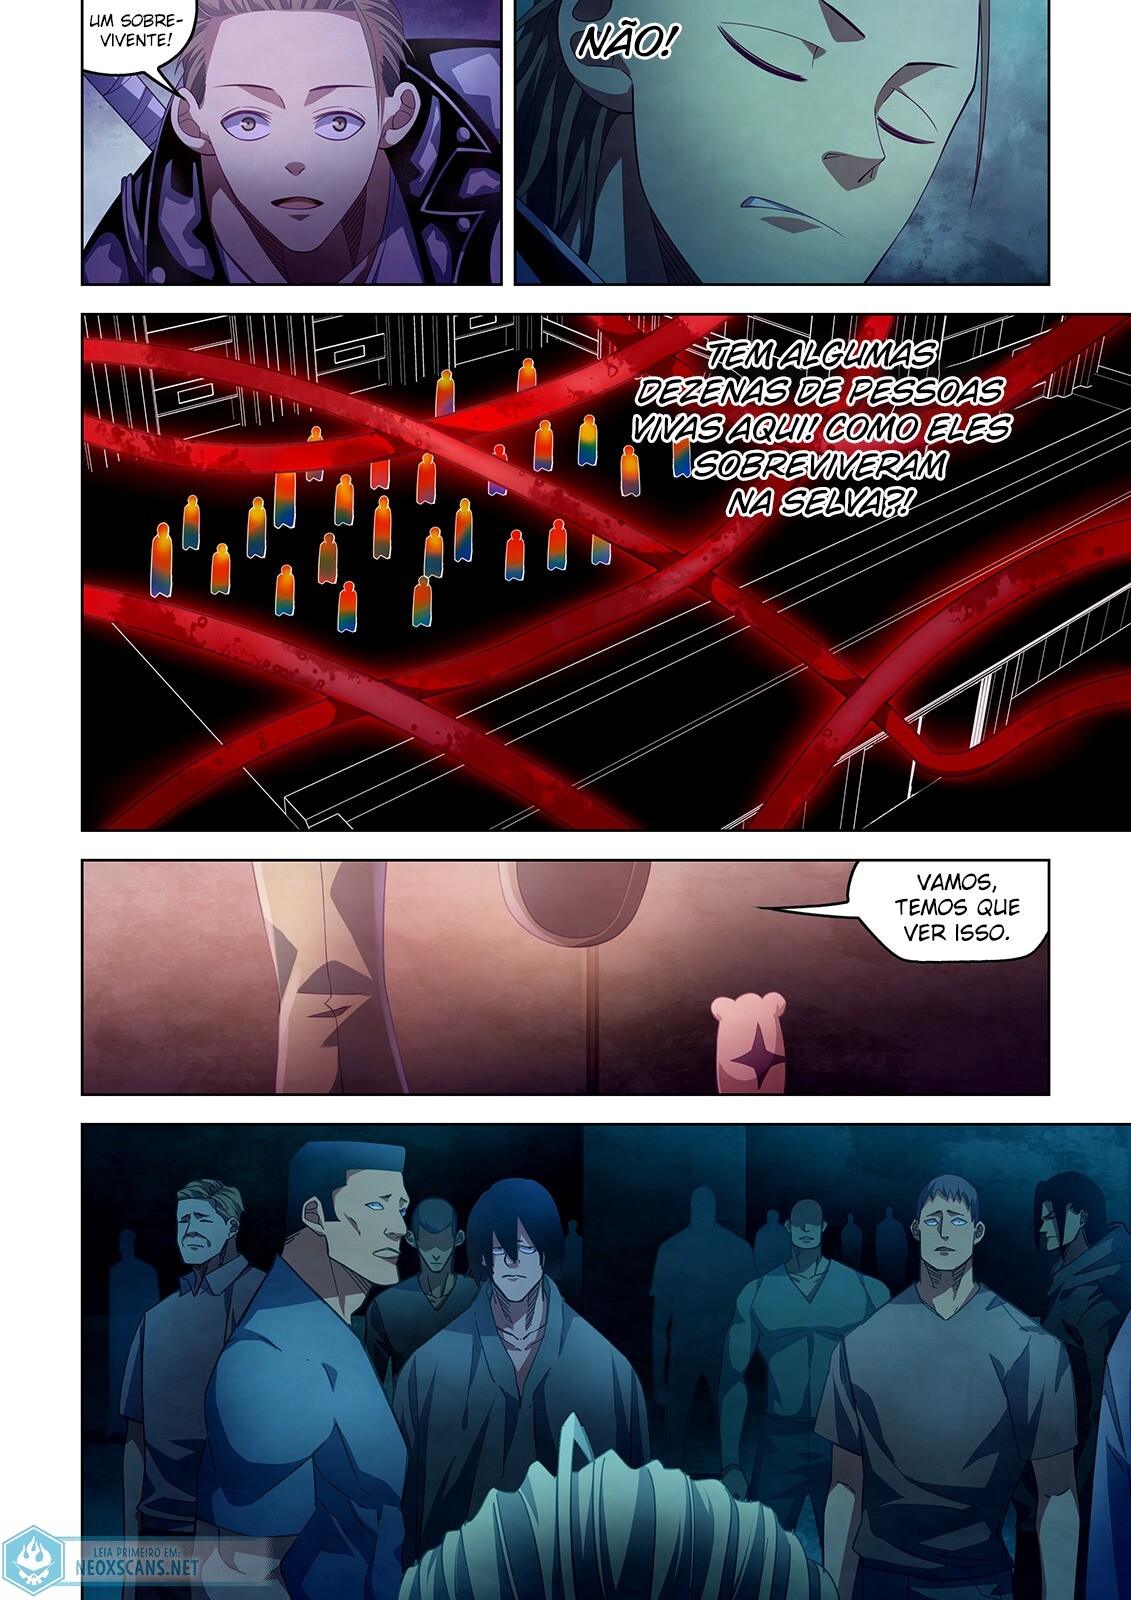 UM SOBRE-
VIVENTE!
NÃO!
TEM ALGUMAS
DEZENAS DE PESSOAS
VIVAS AQUI! COMO ELES
SOBREVIVERAM
NA SELVA?!
VAMOS,
TEMOS QUE
VER ISSO.
LEIA PRIMEIRO EM:
NEOXSCANS.NET